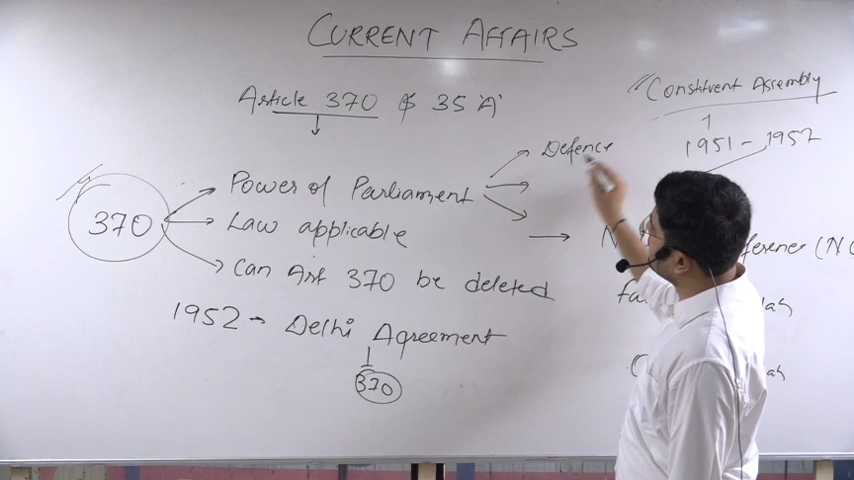 CURRENT AFFAIRS
Article 370 & 35 'A'
"Constituent Assembly
1951 - 1952
370
Power of Parliament
Defence
Law applicable
Can Art 370 be deleted
1952 - Delhi Agreement
370